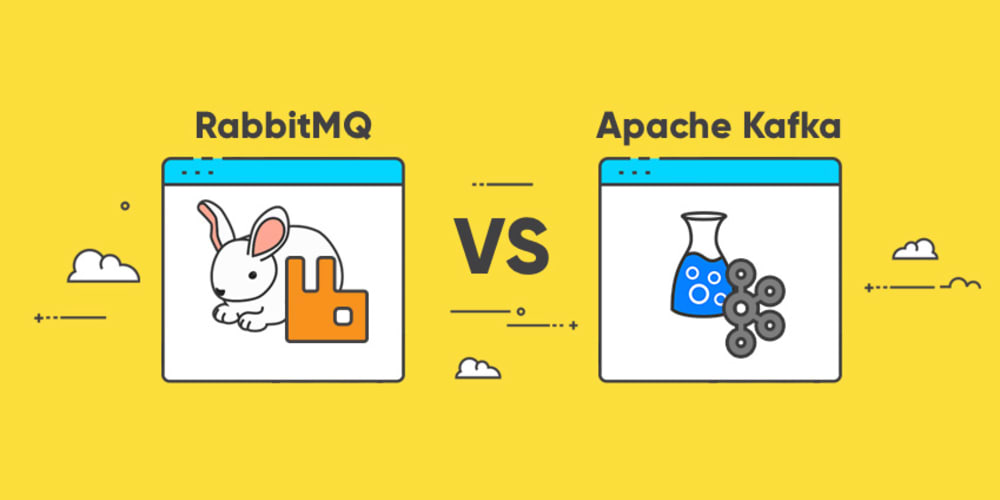 RabbitMQ
VS
Apache Kafka